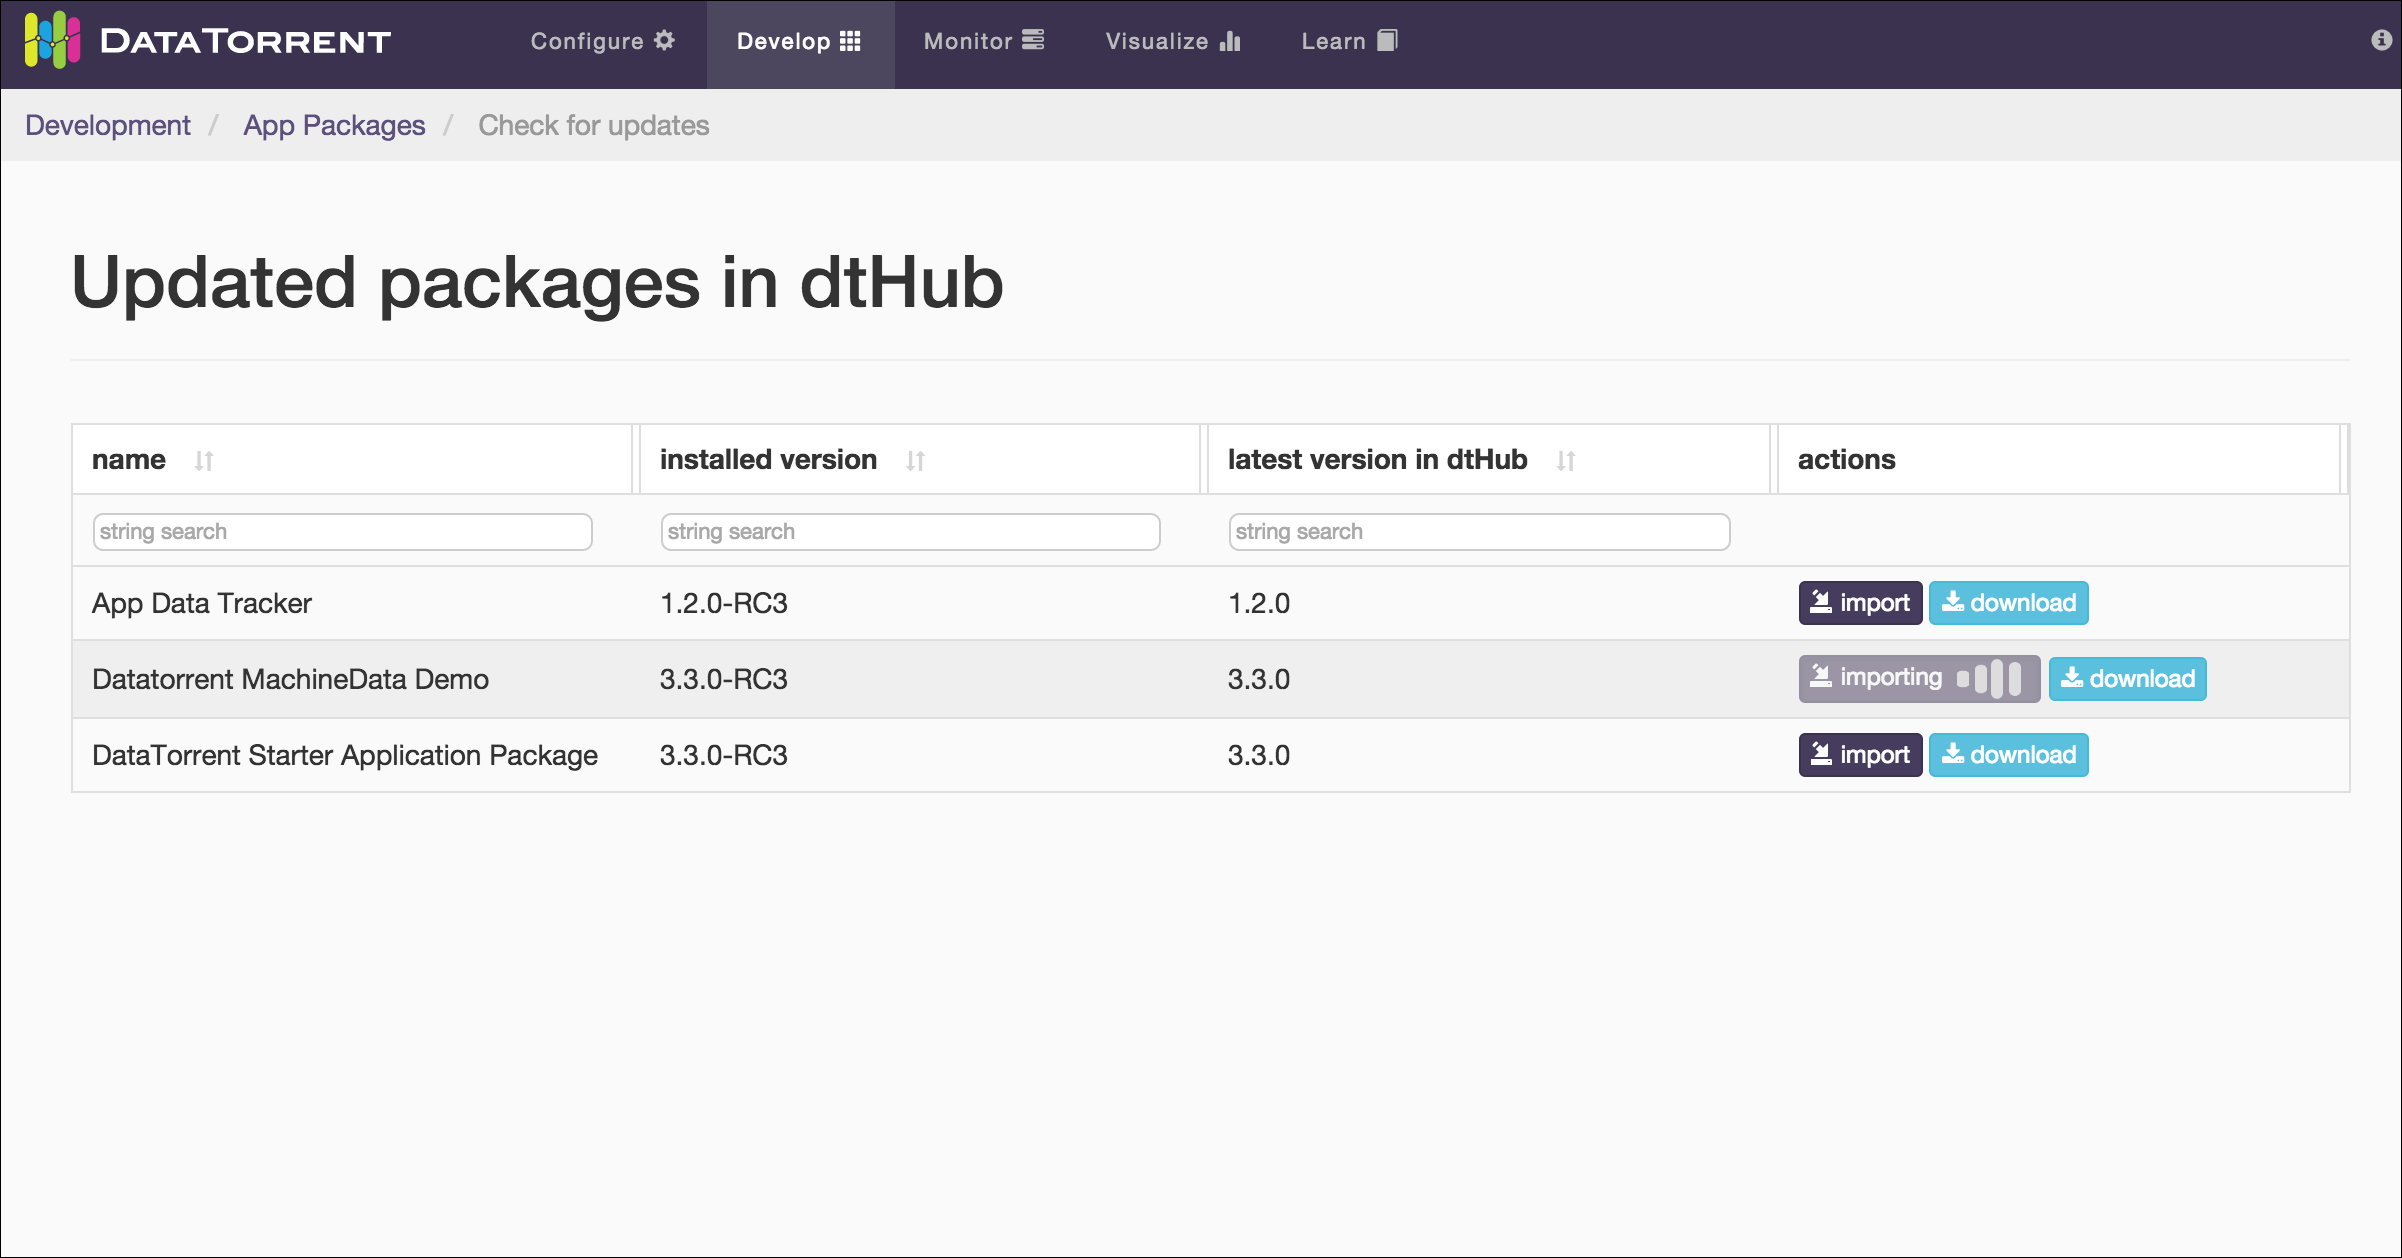 DATATORRENT Configure Develop Monitor Visualize Learn
Development / App Packages / Check for updates
Updated packages in dtHub
name installed version latest version in dtHub actions
string search string search string search
App Data Tracker 1.2.0-RC3 1.2.0 import download
Datatorrent MachineData Demo 3.3.0-RC3 3.3.0 importing download
DataTorrent Starter Application Package 3.3.0-RC3 3.3.0 import download